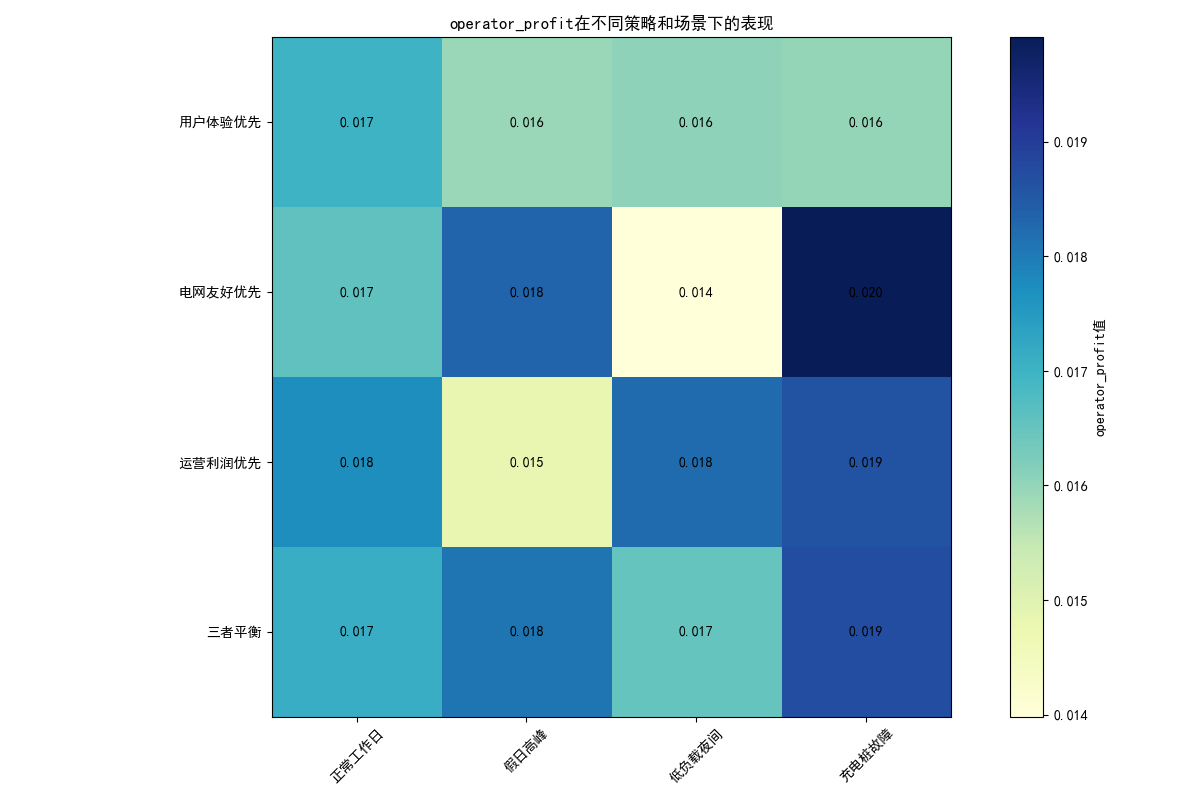 operator_profit在不同策略和场景下的表现
用户体验优先
0.017
0.016
0.016
0.016
电网友好优先
0.017
0.018
0.014
0.020
运营利润优先
0.018
0.015
0.018
0.019
三者平衡
0.017
0.018
0.017
0.019
正常工作日
假日高峰
低负载夜间
充电桩故障
0.019
0.018
0.017
0.016
0.015
0.014
operator_profit值